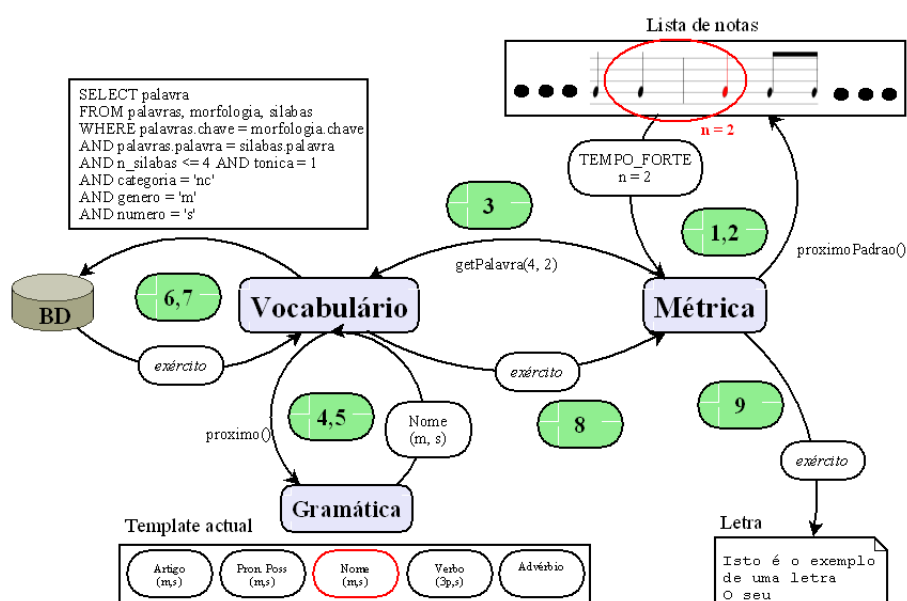 Lista de notas
n = 2
SELECT palavra
FROM palavras, morfologia, silabas
WHERE palavras.chave = morfologia.chave
AND palavras.palavra = silabas.palavra
AND n_silabas <= 4 AND tonica = 1
AND categoria = 'nc'
AND genero = 'm'
AND numero = 's'
TEMPO_FORTE
n = 2
3
1,2
proximoPadrao()
getPalavra(4, 2)
6,7
Vocabulário
Métrica
BD
exército
exército
9
4,5
Nome
(m, s)
8
proximo()
exército
Gramática
Template actual
Letra
Artigo
(m,s)
Pron. Poss
(m,s)
Nome
(m,s)
Verbo
(3p,s)
Advérbio
Isto é o exemplo
de uma letra
O seu